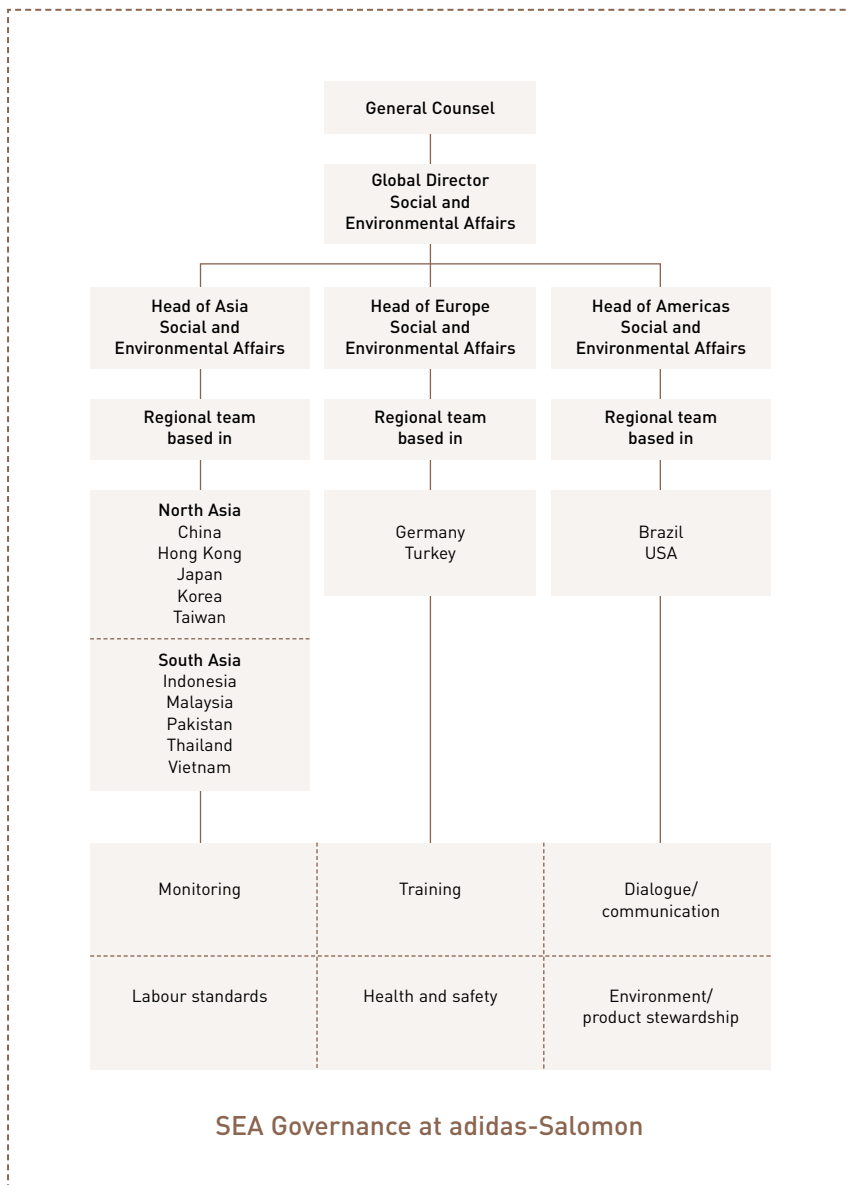 General Counsel
Global Director
Social and
Environmental Affairs
Head of Asia
Social and
Environmental Affairs
Head of Europe
Social and
Environmental Affairs
Head of Americas
Social and
Environmental Affairs
Regional team
based in
Regional team
based in
Regional team
based in
North Asia
China
Hong Kong
Japan
Korea
Taiwan
South Asia
Indonesia
Malaysia
Pakistan
Thailand
Vietnam
Germany
Turkey
Brazil
USA
Monitoring
Training
Dialogue/
communication
Labour standards
Health and safety
Environment/
product stewardship
SEA Governance at adidas-Salomon